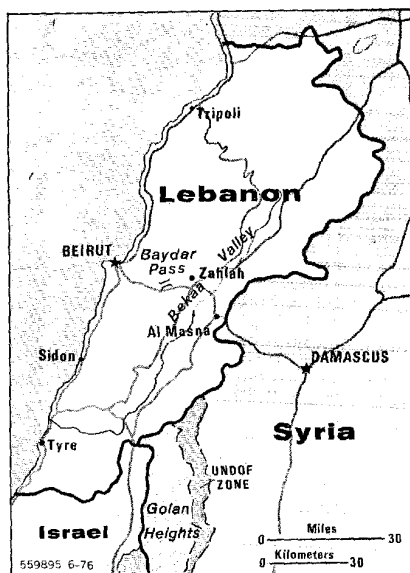 Tripoli
Lebanon
BEIRUT
Baydar
Pass
Zahlah
Bekaa
Valley
Al Masna
Sidon
DAMASCUS
Syria
Tyre
UNDOF
ZONE
Golan
Heights
Israel
0 Miles 30
0 Kilometers 30
559895 6-76